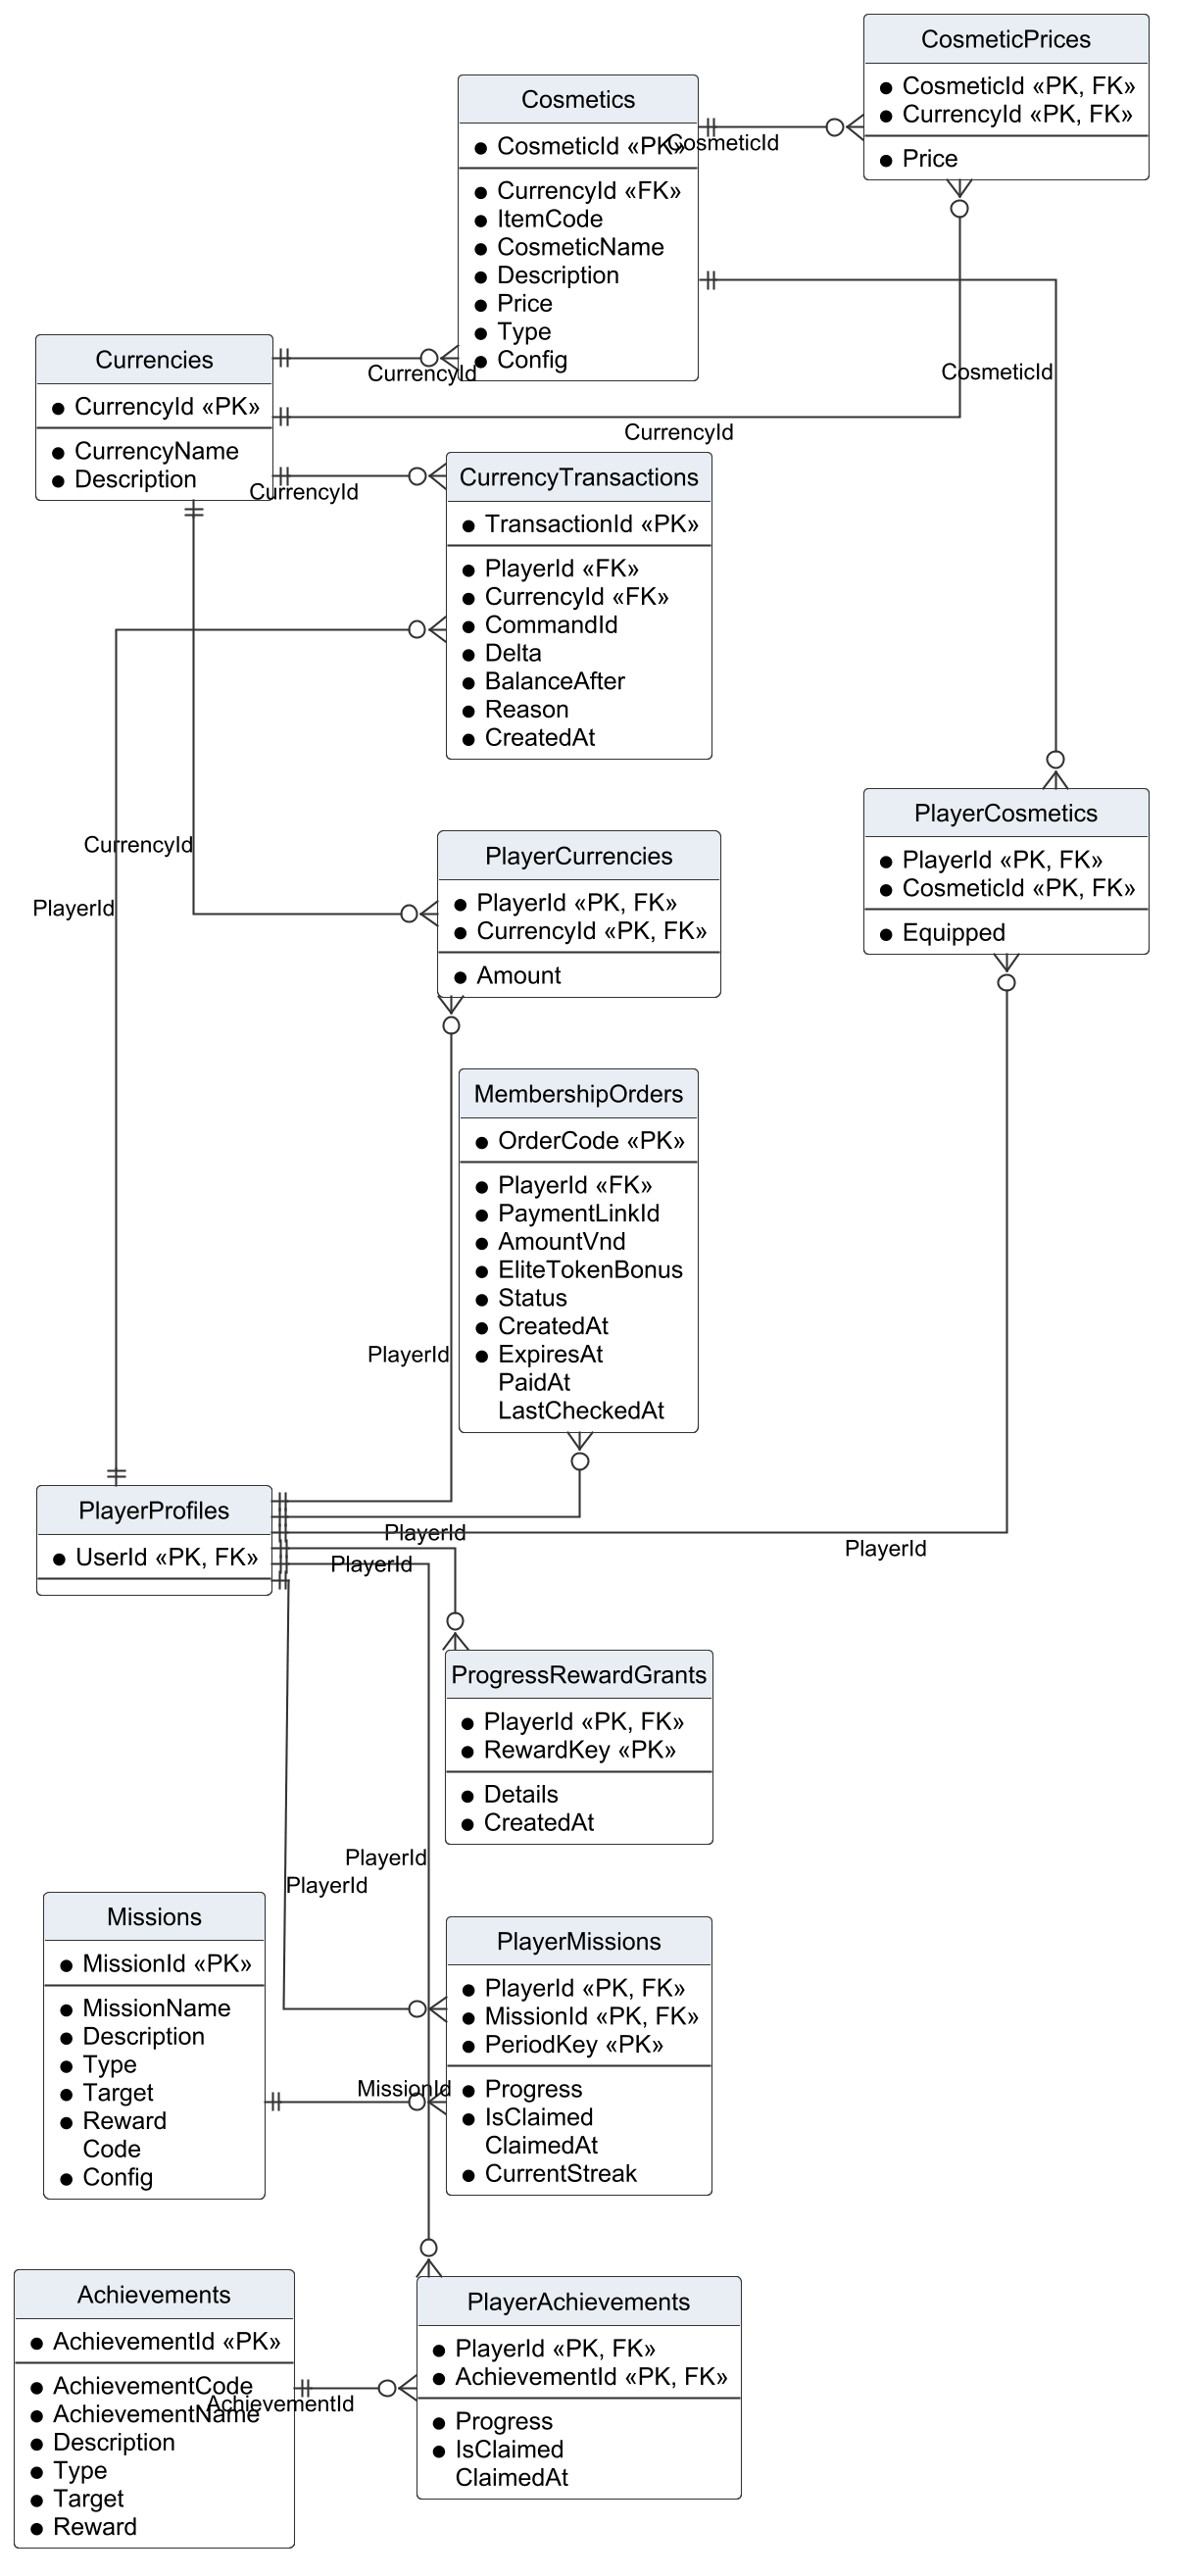 CosmeticPrices
CosmeticId «PK, FK»
CurrencyId «PK, FK»
Price
Cosmetics
CosmeticId «PK»
CurrencyId «FK»
ItemCode
CosmeticName
Description
Price
Type
Config
CosmeticId
CosmeticId
Currencies
CurrencyId «PK»
CurrencyName
Description
CurrencyId
CurrencyId
CurrencyId
CurrencyTransactions
TransactionId «PK»
PlayerId «FK»
CurrencyId «FK»
CommandId
Delta
BalanceAfter
Reason
CreatedAt
PlayerCosmetics
PlayerId «PK, FK»
CosmeticId «PK, FK»
Equipped
CurrencyId
PlayerId
PlayerCurrencies
PlayerId «PK, FK»
CurrencyId «PK, FK»
Amount
MembershipOrders
OrderCode «PK»
PlayerId «FK»
PaymentLinkId
AmountVnd
EliteTokenBonus
Status
CreatedAt
ExpiresAt
PaidAt
LastCheckedAt
PlayerId
PlayerProfiles
UserId «PK, FK»
PlayerId
PlayerId
PlayerId
ProgressRewardGrants
PlayerId «PK, FK»
RewardKey «PK»
Details
CreatedAt
PlayerId
PlayerId
Missions
MissionId «PK»
MissionName
Description
Type
Target
Reward
Code
Config
PlayerMissions
PlayerId «PK, FK»
MissionId «PK, FK»
PeriodKey «PK»
Progress
IsClaimed
ClaimedAt
CurrentStreak
MissionId
Achievements
AchievementId «PK»
AchievementCode
AchievementName
Description
Type
Target
Reward
AchievementId
PlayerAchievements
PlayerId «PK, FK»
AchievementId «PK, FK»
Progress
IsClaimed
ClaimedAt